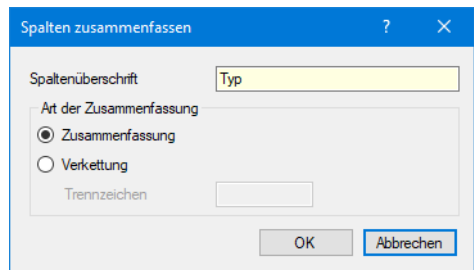 Spalten zusammenfassen ?
Spaltenüberschrift Typ
Art der Zusammenfassung
Zusammenfassung
Verkettung
Trennzeichen
OK Abbrechen